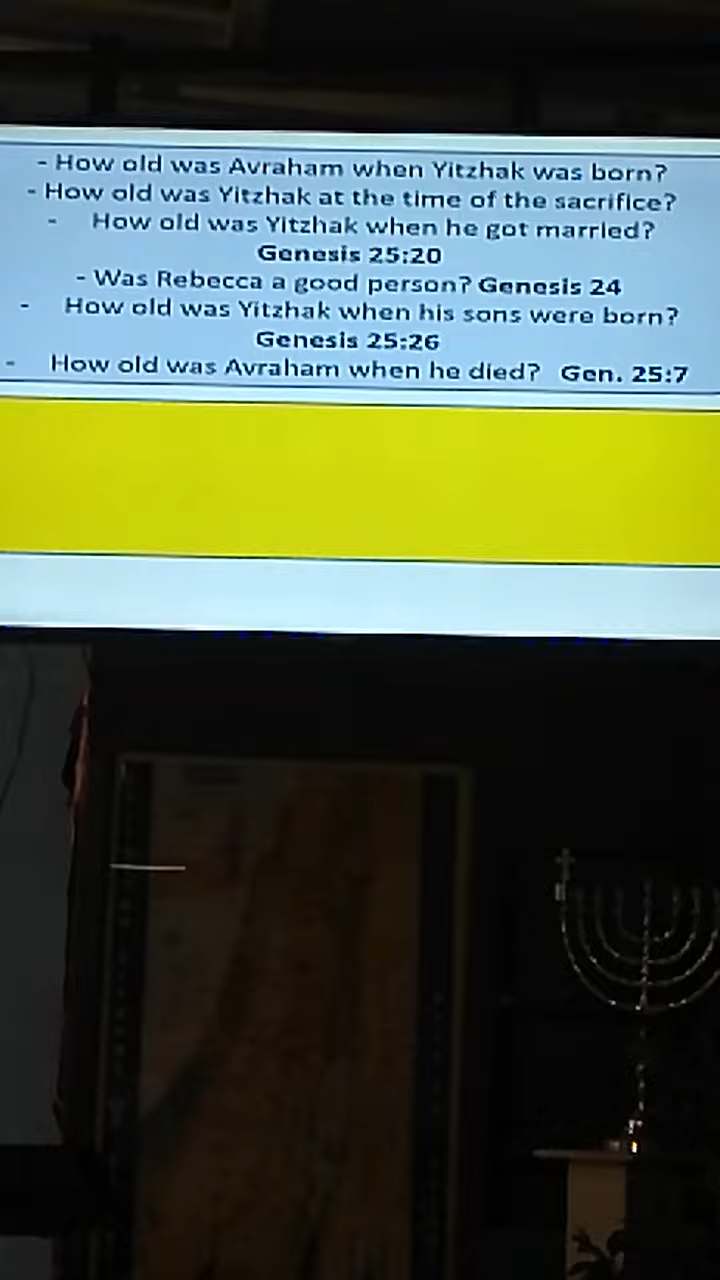 - How old was Avraham when Yitzhak was born?
- How old was Yitzhak at the time of the sacrifice?
- How old was Yitzhak when he got married?
Genesis 25:20
- Was Rebecca a good person? Genesis 24
- How old was Yitzhak when his sons were born?
Genesis 25:26
- How old was Avraham when he died? Gen. 25:7